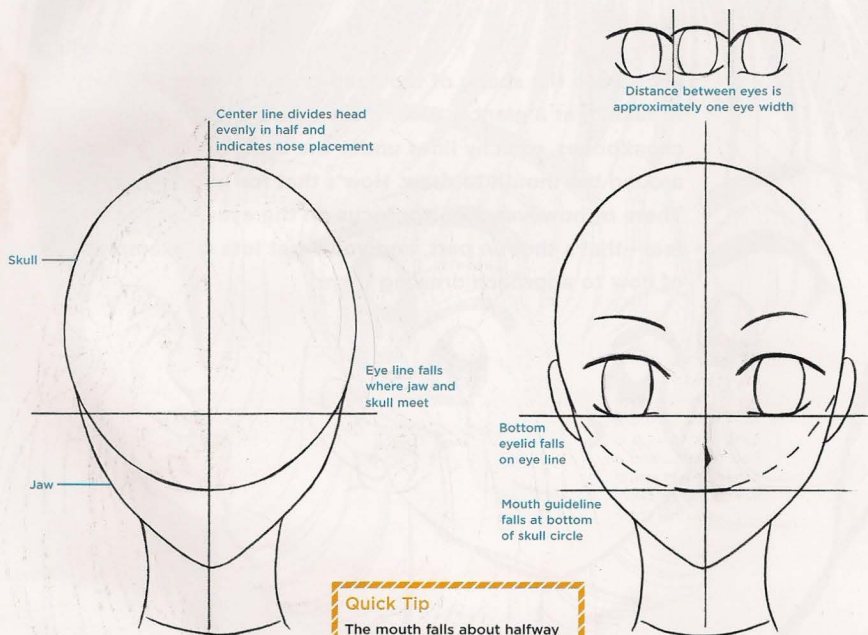 Distance between eyes is
approximately one eye width
Center line divides head
evenly in half and
indicates nose placement
Skull
Eye line falls
where jaw and
skull meet
Jaw
Bottom
eyelid falls
on eye line
Mouth guideline
falls at bottom
of skull circle
Quick Tip
The mouth falls about halfway